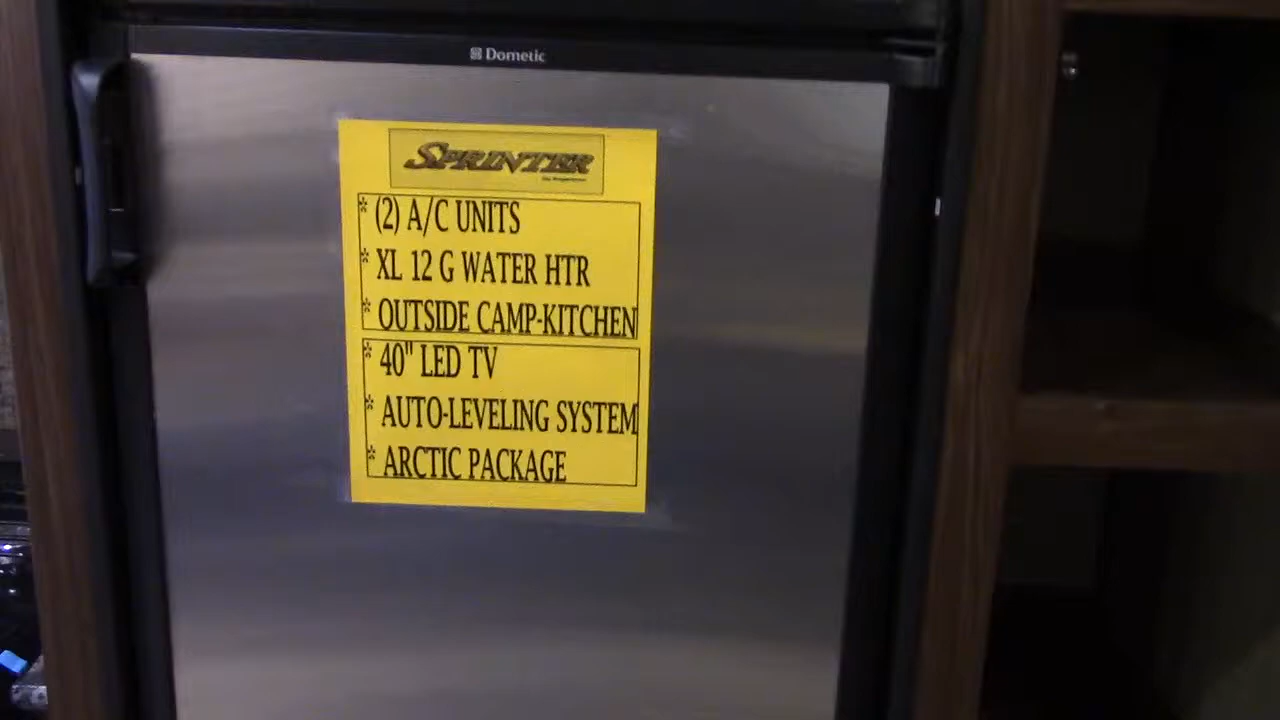 Dometic
SPRINTER
* (2) A/C UNITS
* XL 12 G WATER HTR
* OUTSIDE CAMP-KITCHEN
* 40" LED TV
* AUTO-LEVELING SYSTEM
* ARCTIC PACKAGE